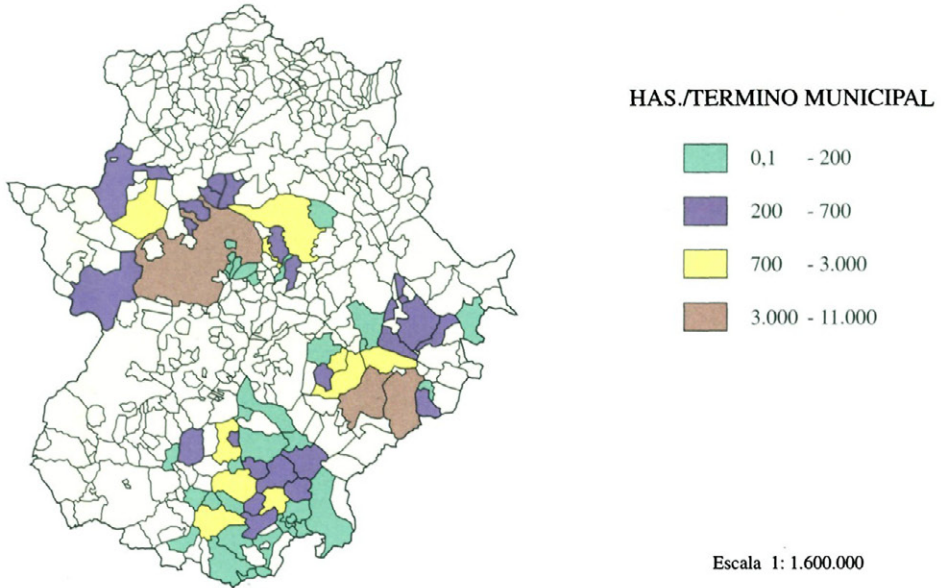 HAS./TERMINO MUNICIPAL
0,1 - 200
200 - 700
700 - 3.000
3.000 - 11.000
Escala 1: 1.600.000